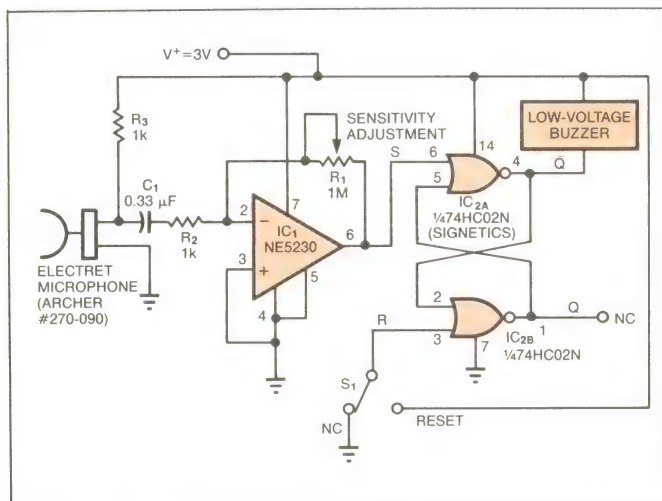 V+=3V
R3
1k
SENSITIVITY
ADJUSTMENT
LOW-VOLTAGE
BUZZER
C1
0.33 μF
R2
1k
R1
1M
S
6
5
14
4
Q̄
IC2A
¼74HC02N
(SIGNETICS)
2
3
7
IC1
NE5230
6
4
5
ELECTRET
MICROPHONE
(ARCHER
#270-090)
2
3
R
7
1
Q
NC
IC2B
¼74HC02N
S1
NC
RESET